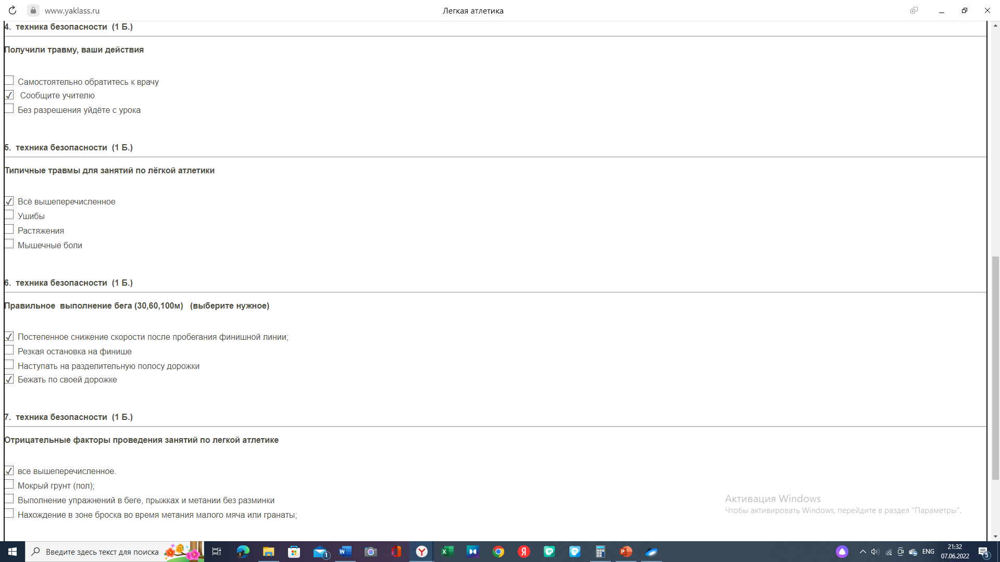 www.yaklass.ru
Легкая атлетика
4. техника безопасности (1 Б.)
Получили травму, ваши действия
Самостоятельно обратитесь к врачу
Сообщите учителю
Без разрешения уйдёте с урока
5. техника безопасности (1 Б.)
Типичные травмы для занятий по лёгкой атлетики
Всё вышеперечисленное
Ушибы
Растяжения
Мышечные боли
6. техника безопасности (1 Б.)
Правильное выполнение бега (30,60,100м) (выберите нужное)
Постепенное снижение скорости после пробегания финишной линии;
Резкая остановка на финише
Наступать на разделительную полосу дорожки
Бежать по своей дорожке
7. техника безопасности (1 Б.)
Отрицательные факторы проведения занятий по легкой атлетике
все вышеперечисленное.
Мокрый грунт (пол);
Выполнение упражнений в беге, прыжках и метании без разминки
Нахождение в зоне броска во время метания малого мяча или гранаты;
Активация Windows
Чтобы активировать Windows, перейдите в раздел "Параметры".
Введите здесь текст для поиска
1
ENG
21:32
07.06.2022
5